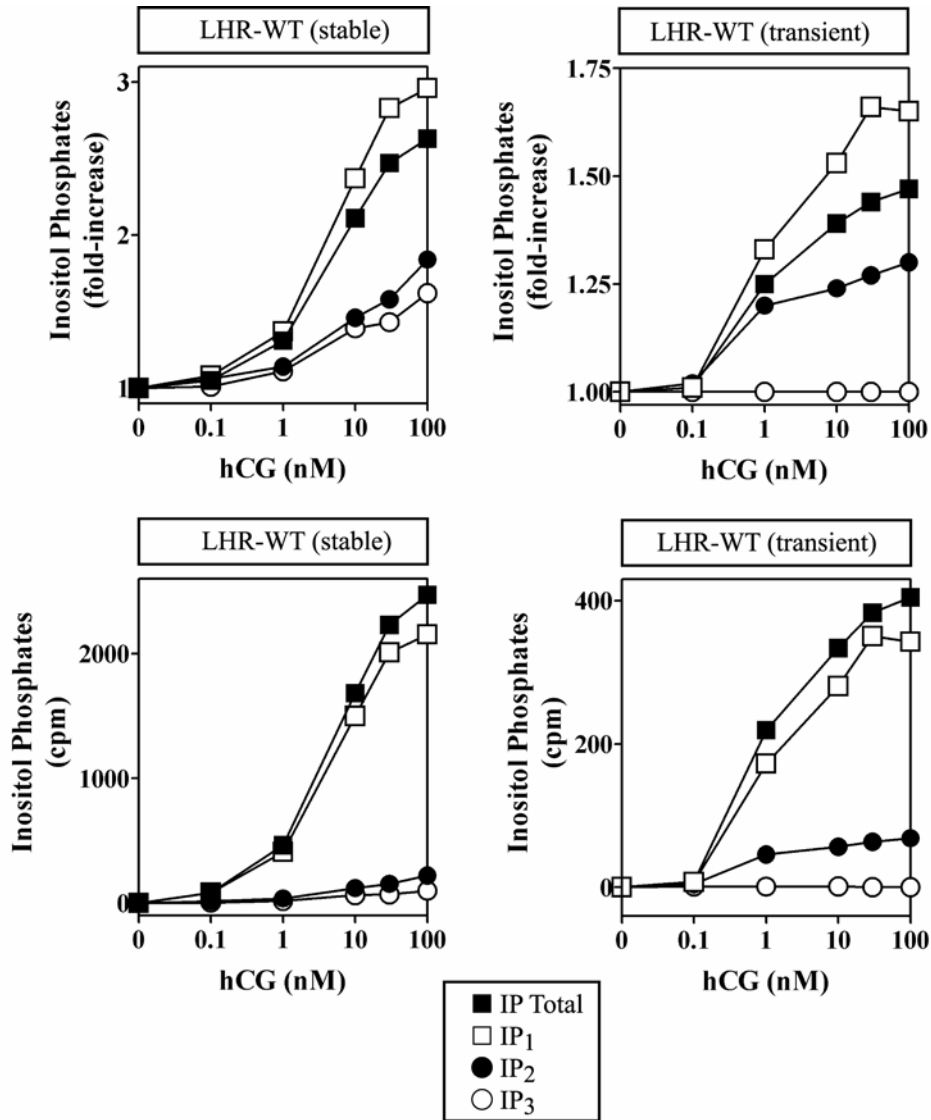 LHR-WT (stable)
Inositol Phosphates
(fold-increase)
3
2
1
0 0.1 1 10 100
hCG (nM)
LHR-WT (transient)
Inositol Phosphates
(fold-increase)
1.75
1.50
1.25
1.00
0 0.1 1 10 100
hCG (nM)
LHR-WT (stable)
Inositol Phosphates
(cpm)
2000
1000
0
0 0.1 1 10 100
hCG (nM)
LHR-WT (transient)
Inositol Phosphates
(cpm)
400
200
0
0 0.1 1 10 100
hCG (nM)
IP Total
IP1
IP2
IP3